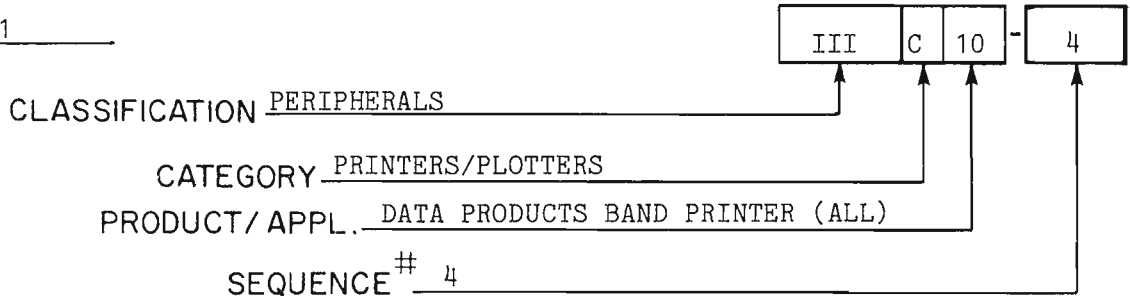 1
III C 10 - 4
CLASSIFICATION PERIPHERALS
CATEGORY PRINTERS/PLOTTERS
PRODUCT/APPL. DATA PRODUCTS BAND PRINTER (ALL)
SEQUENCE # 4